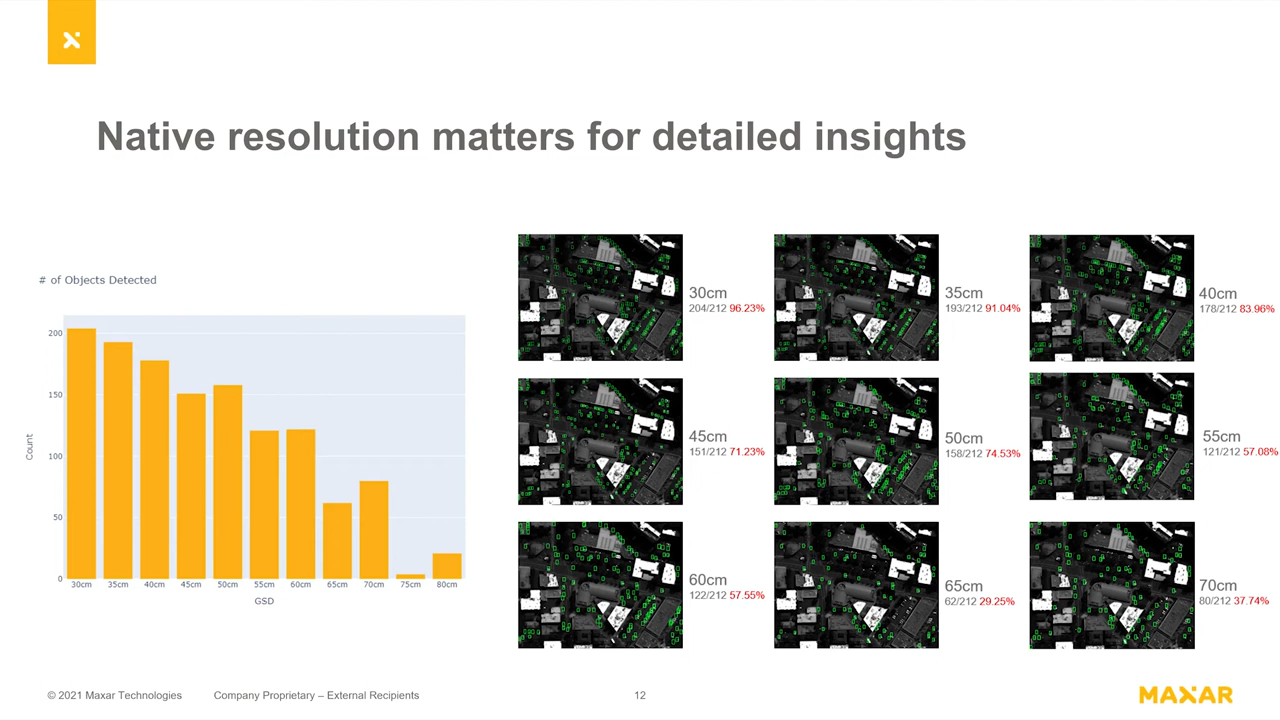 Native resolution matters for detailed insights
# of Objects Detected
200
150
100
50
0
Count
30cm 35cm 40cm 45cm 50cm 55cm 60cm 65cm 70cm 75cm 80cm
GSD
30cm
204/212 96.23%
35cm
193/212 91.04%
40cm
178/212 83.96%
45cm
151/212 71.23%
50cm
158/212 74.53%
55cm
121/212 57.08%
60cm
122/212 57.55%
65cm
62/212 29.25%
70cm
80/212 37.74%
© 2021 Maxar Technologies
Company Proprietary – External Recipients
12
MAXAR